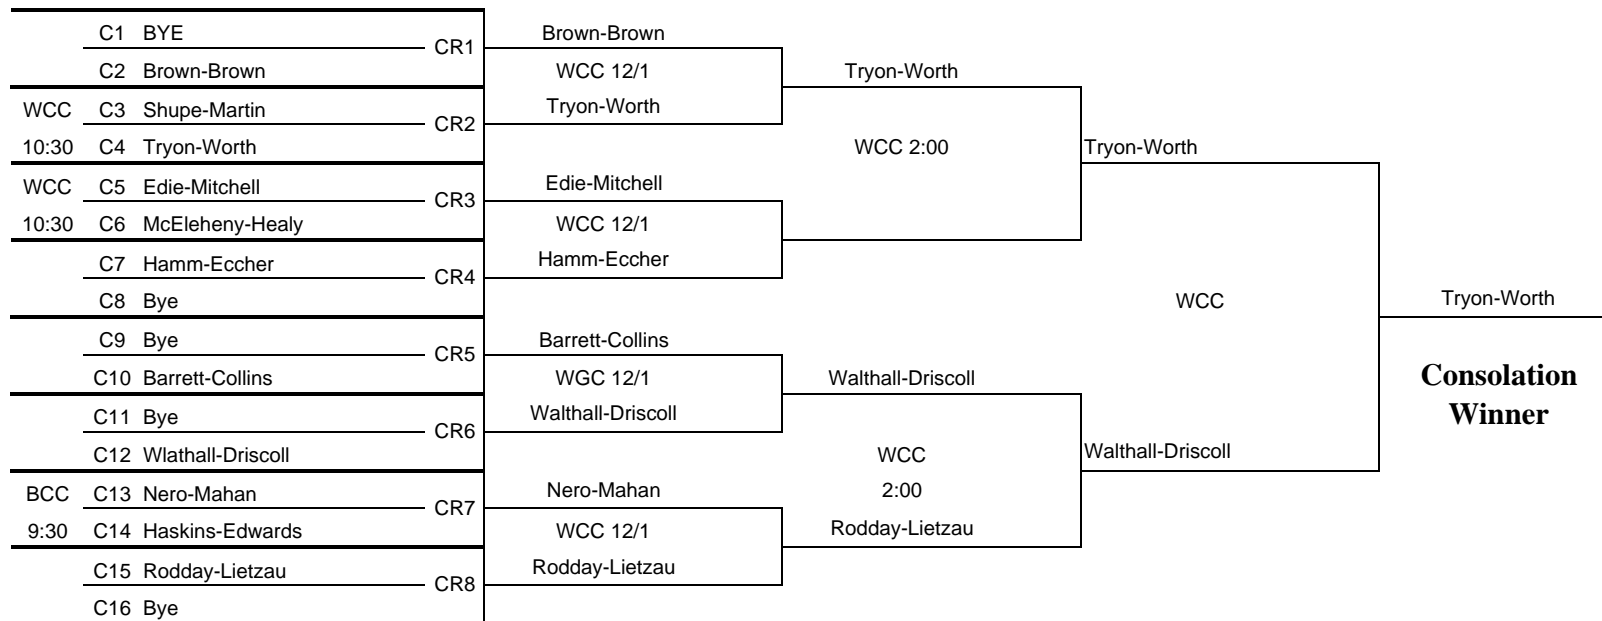 C1 BYE
CR1
C2 Brown-Brown
WCC C3 Shupe-Martin
CR2
10:30 C4 Tryon-Worth
WCC C5 Edie-Mitchell
CR3
10:30 C6 McEleheny-Healy
C7 Hamm-Eccher
CR4
C8 Bye
C9 Bye
CR5
C10 Barrett-Collins
C11 Bye
CR6
C12 Wlathall-Driscoll
BCC C13 Nero-Mahan
CR7
9:30 C14 Haskins-Edwards
C15 Rodday-Lietzau
CR8
C16 Bye
Brown-Brown
WCC 12/1
Tryon-Worth
Edie-Mitchell
WCC 12/1
Hamm-Eccher
Barrett-Collins
WGC 12/1
Walthall-Driscoll
Nero-Mahan
WCC 12/1
Rodday-Lietzau
Tryon-Worth
WCC 2:00
Walthall-Driscoll
WCC
2:00
Rodday-Lietzau
Tryon-Worth
WCC
Walthall-Driscoll
Tryon-Worth
Consolation
Winner